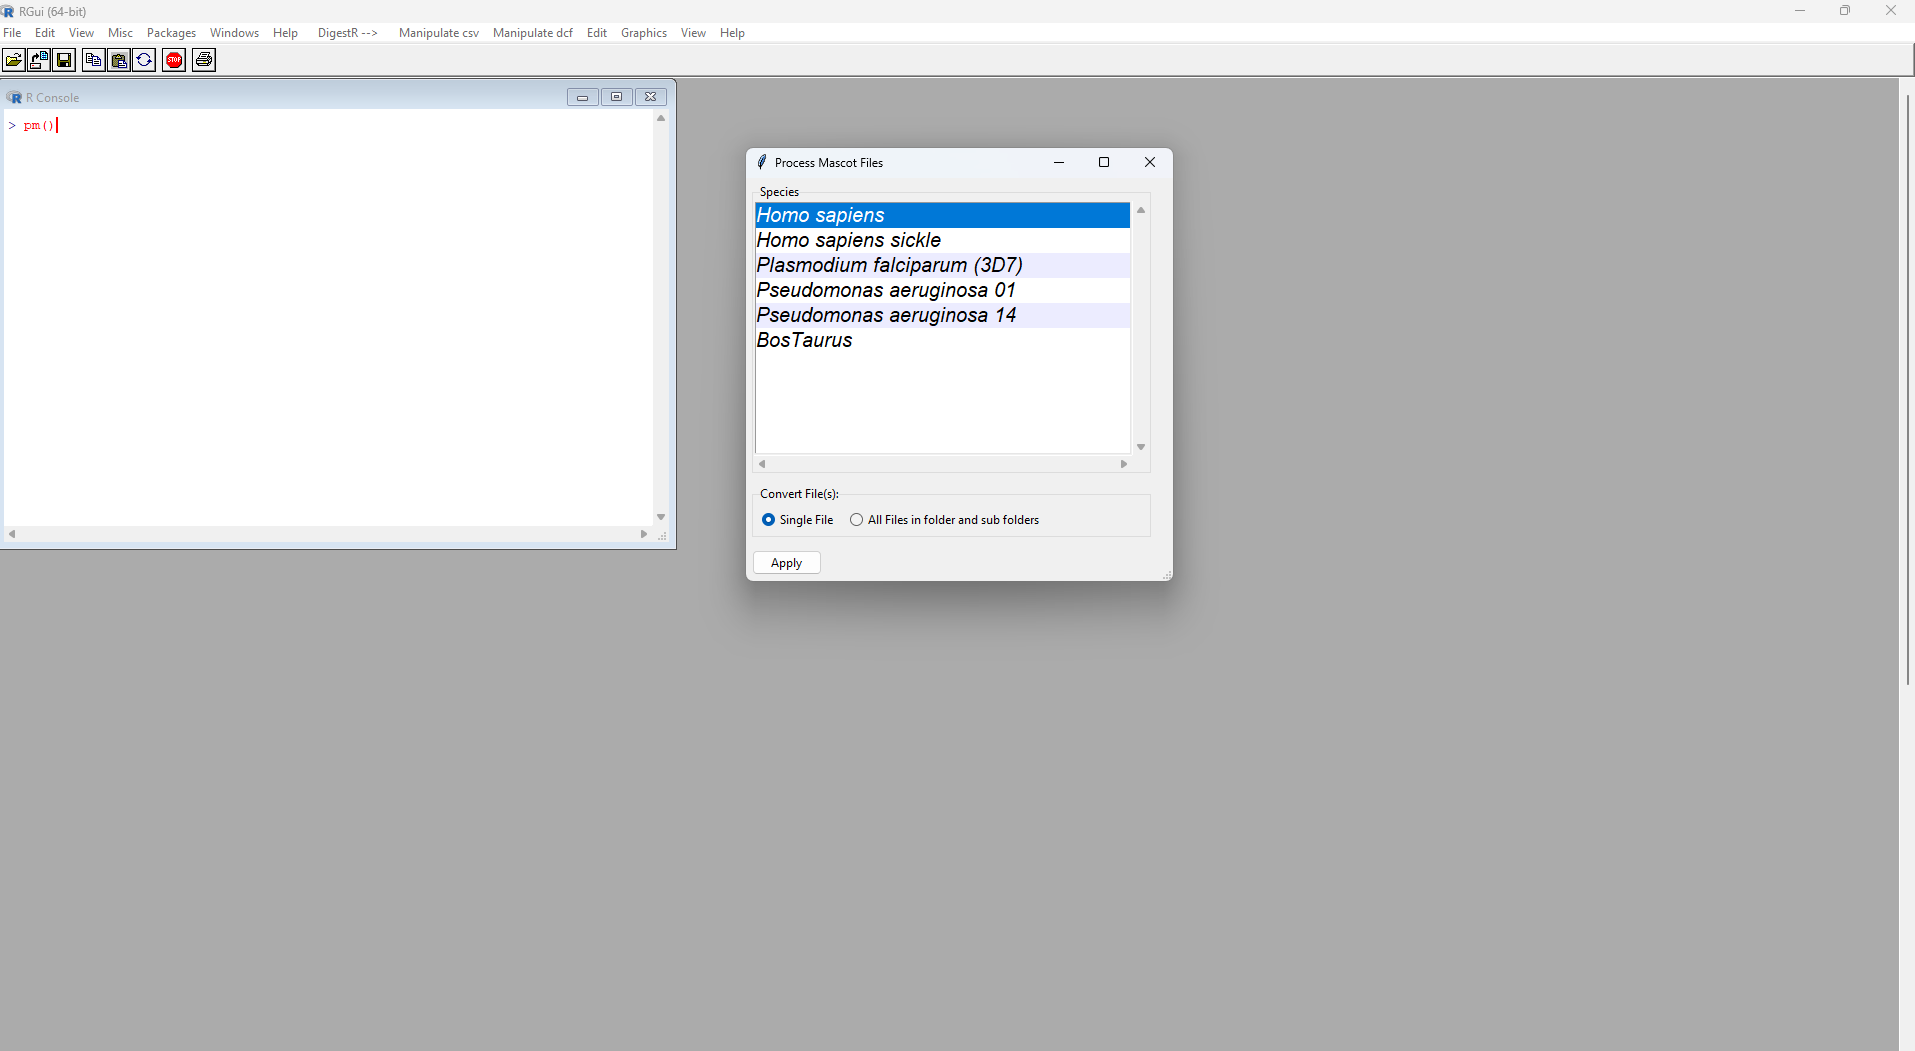 RGui (64-bit)
File Edit View Misc Packages Windows Help DigestR --> Manipulate csv Manipulate dcf Edit Graphics View Help
STOP
R Console
> pm()
Process Mascot Files
Species
Homo sapiens
Homo sapiens sickle
Plasmodium falciparum (3D7)
Pseudomonas aeruginosa 01
Pseudomonas aeruginosa 14
BosTaurus
Convert File(s):
Single File All Files in folder and sub folders
Apply